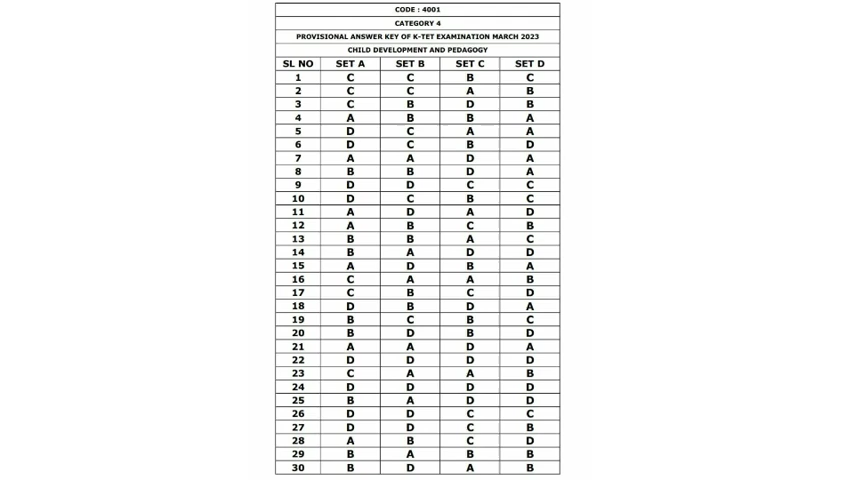 CODE : 4001
CATEGORY 4
PROVISIONAL ANSWER KEY OF K-TET EXAMINATION MARCH 2023
CHILD DEVELOPMENT AND PEDAGOGY
SL NO SET A SET B SET C SET D
1 C C B C
2 C C A B
3 C B D B
4 A B B A
5 D C A A
6 D C B D
7 A A D A
8 B B D A
9 D D C C
10 D C B C
11 A D A D
12 A B C B
13 B B A C
14 B A D D
15 A D B A
16 C A A B
17 C B C D
18 D B D A
19 B C B C
20 B D B D
21 A A D A
22 D D D D
23 C A A B
24 D D D D
25 B A D D
26 D D C C
27 D D C B
28 A B C D
29 B A B B
30 B D A B